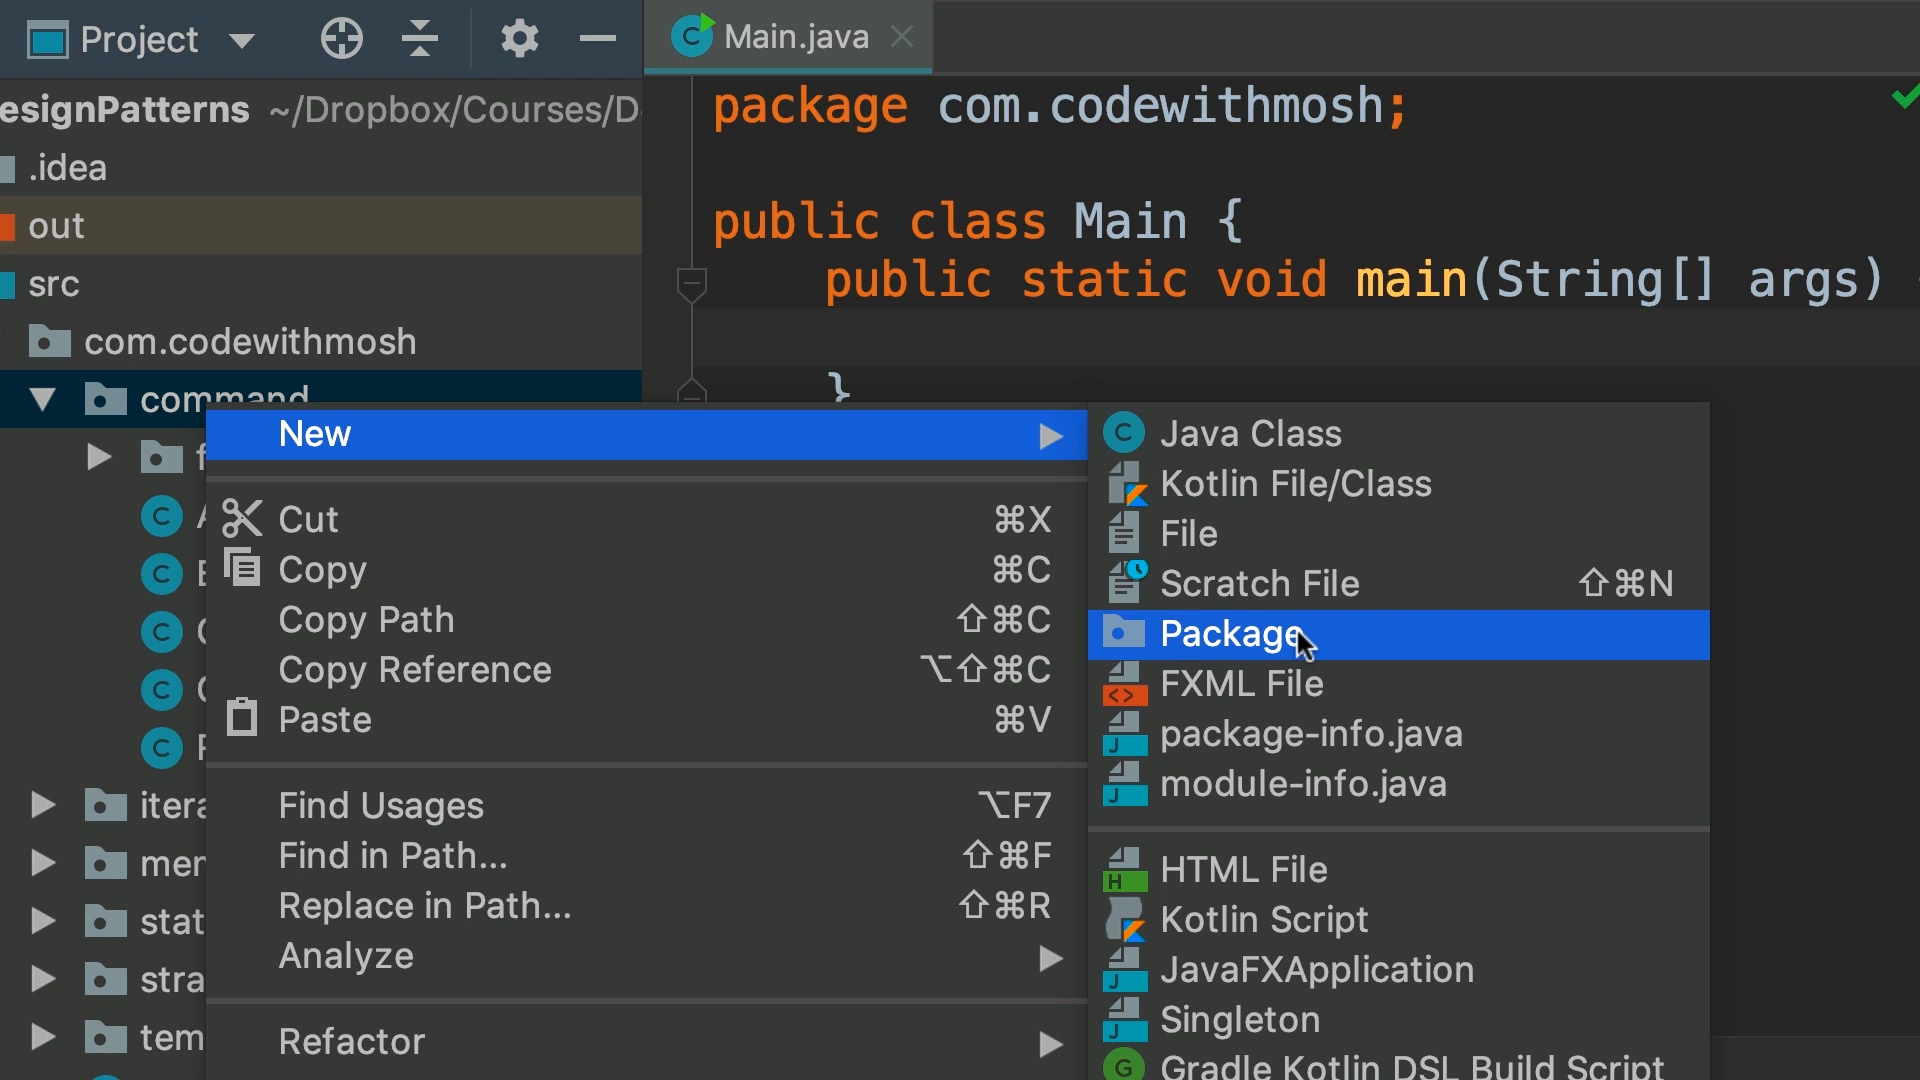 Project
Main.java
esignPatterns ~/Dropbox/Courses/D
.idea
out
src
com.codewithmosh
command
f
A
itera
mer
stat
stra
tem
package com.codewithmosh;
public class Main {
public static void main(String[] args)
}
New
Cut ⌘X
Copy ⌘C
Copy Path ⇧⌘C
Copy Reference ⌥⇧⌘C
Paste ⌘V
Find Usages ⌥F7
Find in Path... ⇧⌘F
Replace in Path... ⇧⌘R
Analyze
Refactor
Java Class
Kotlin File/Class
File
Scratch File ⇧⌘N
Package
FXML File
package-info.java
module-info.java
HTML File
Kotlin Script
JavaFXApplication
Singleton
Gradle Kotlin DSL Build Script